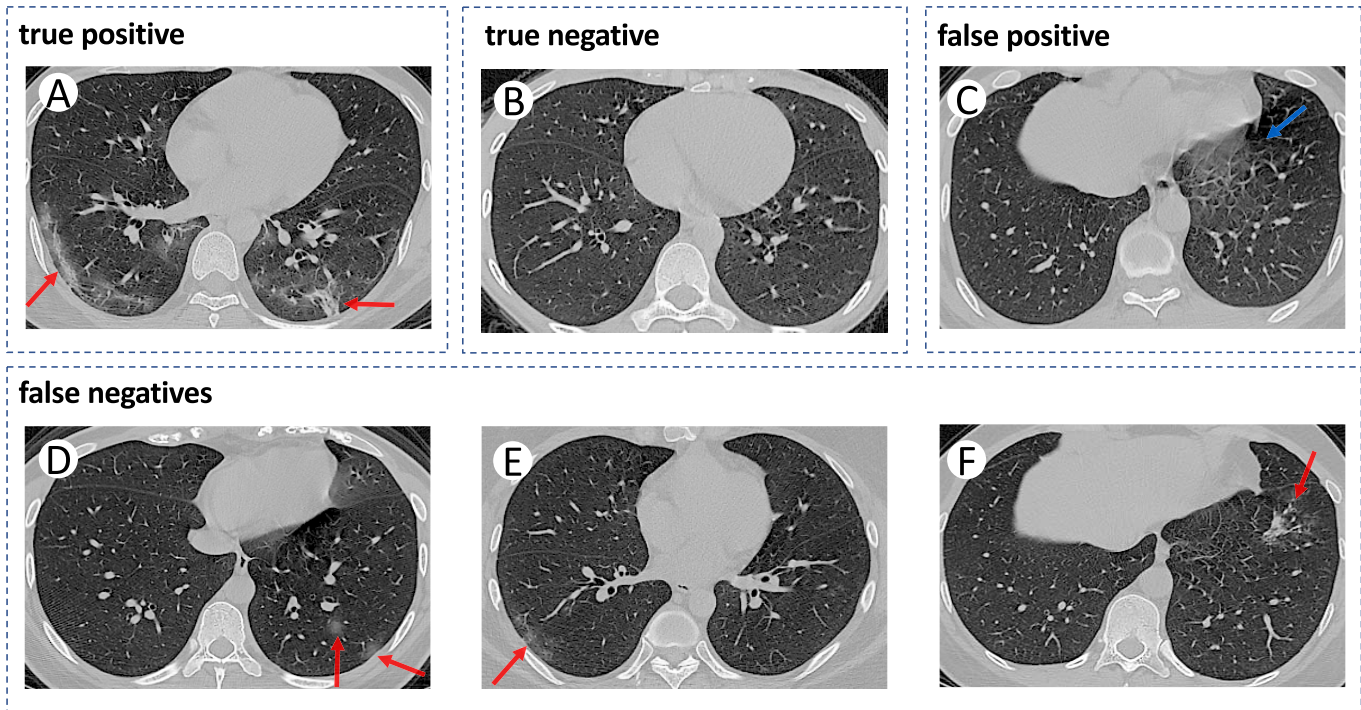 true positive
true negative
false positive
A
B
C
false negatives
D
E
F